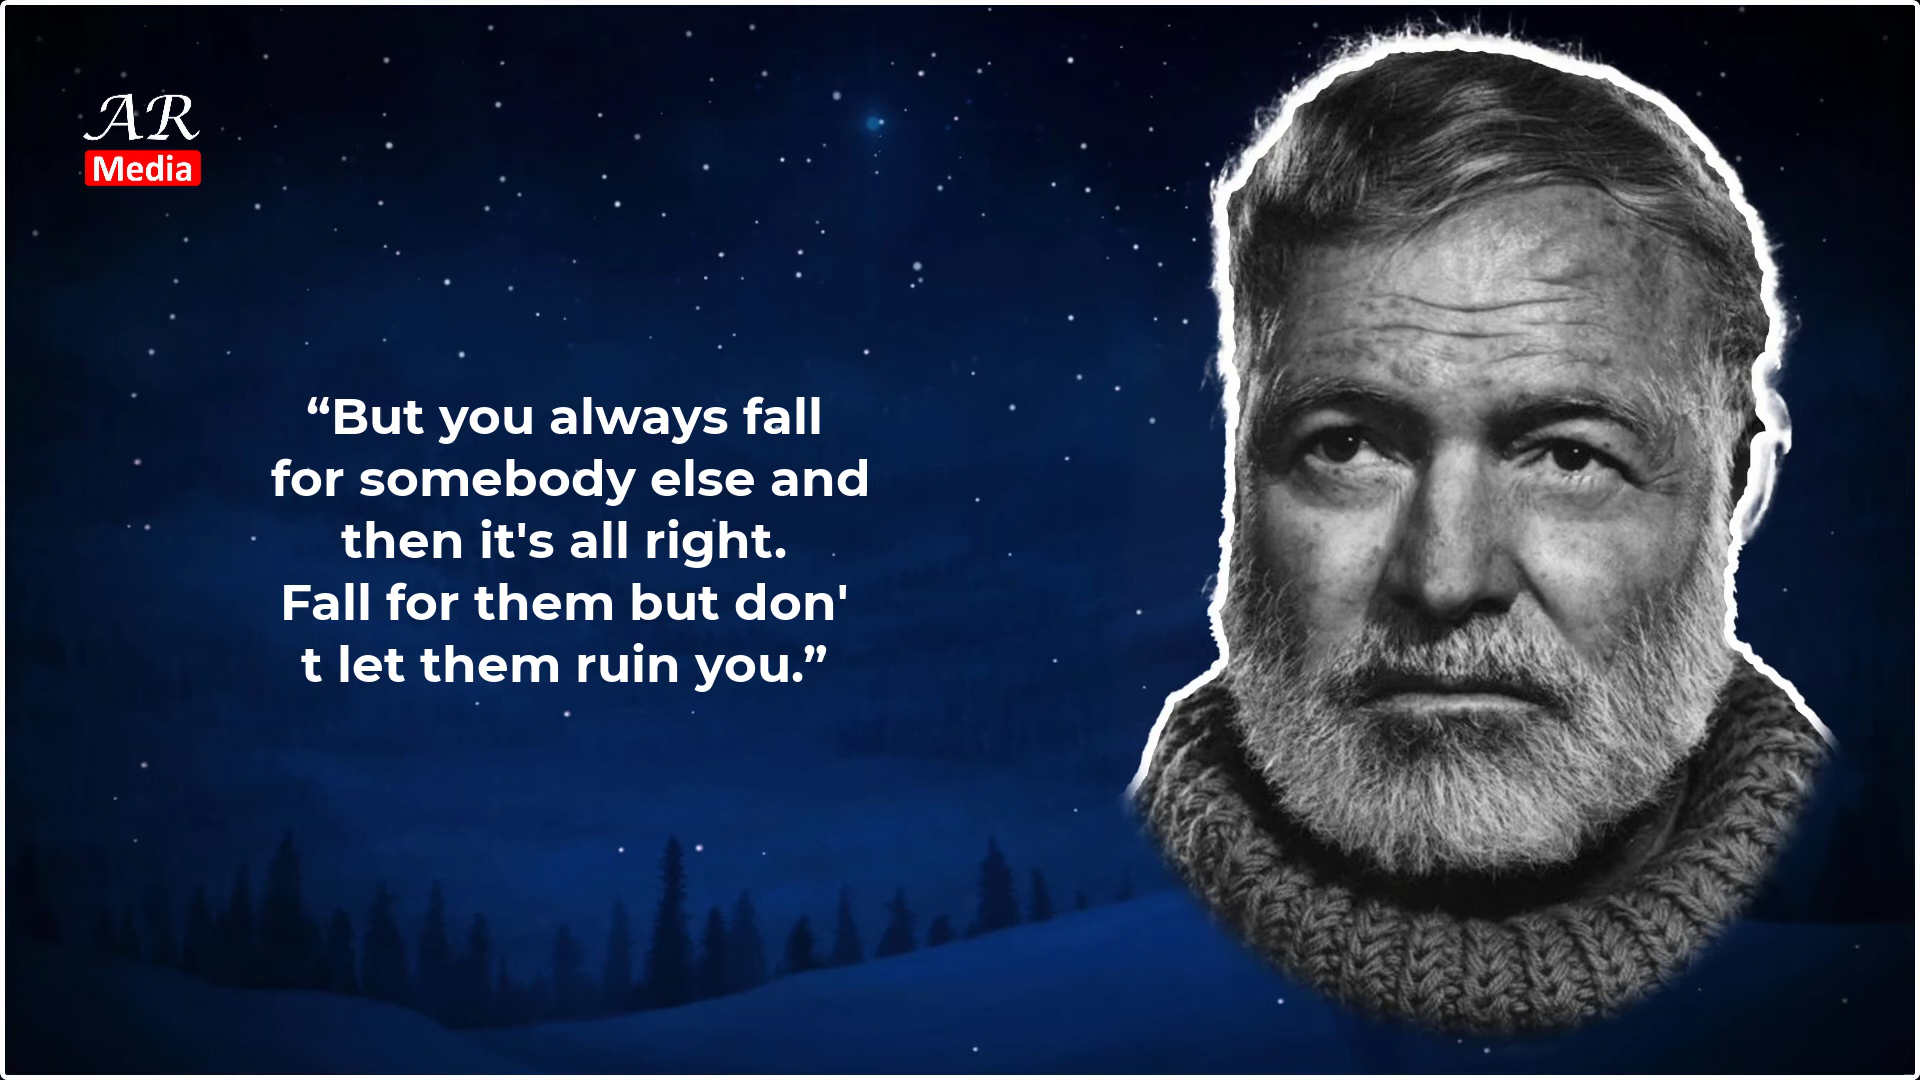 AR
Media
“But you always fall
for somebody else and
then it's all right.
Fall for them but don'
t let them ruin you.”